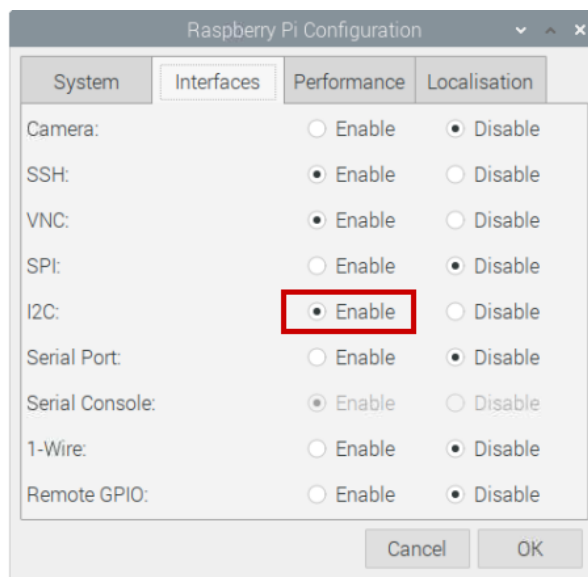 Raspberry Pi Configuration
System Interfaces Performance Localisation
Camera: Enable Disable
SSH: Enable Disable
VNC: Enable Disable
SPI: Enable Disable
I2C: Enable Disable
Serial Port: Enable Disable
Serial Console: Enable Disable
1-Wire: Enable Disable
Remote GPIO: Enable Disable
Cancel OK